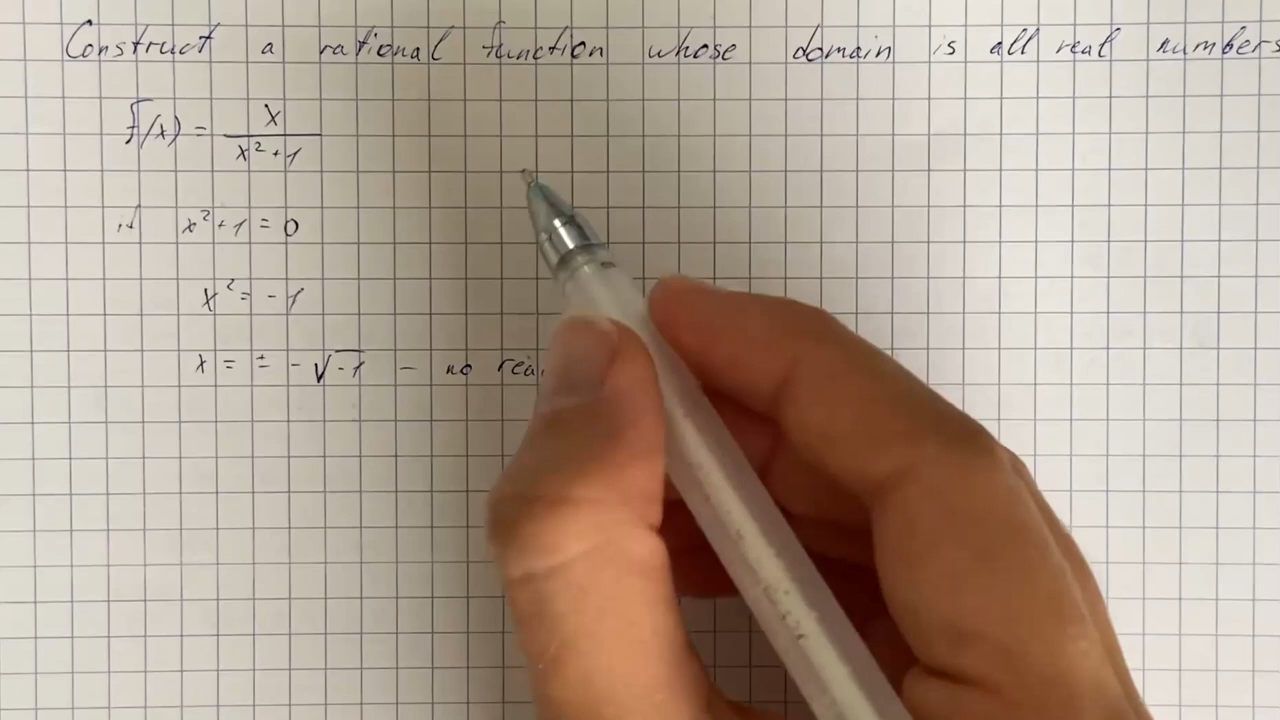 Construct a rational function whose domain is all real numbers
f(x) = x / x²+1
if x²+1 = 0
x² = -1
x = ± -√-1 - no